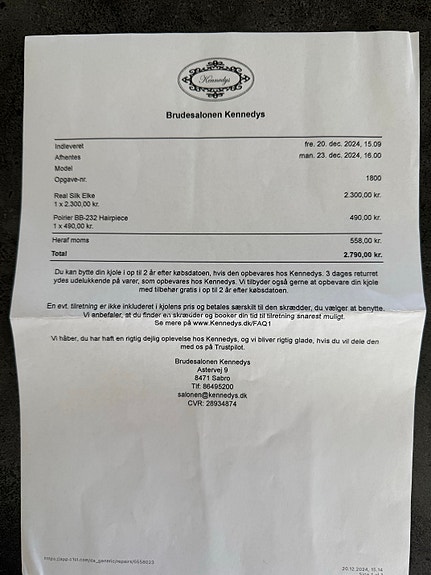 Kennedys
Brudesalonen Kennedys
Indleveret fre. 20. dec. 2024, 15.09
Afhentes man. 23. dec. 2024, 16.00
Model
Opgave-nr. 1800
Real Silk Elke 2.300,00 kr.
1 x 2.300,00 kr.
Poirier BB-232 Hairpiece 490,00 kr.
1 x 490,00 kr.
Heraf moms 558,00 kr.
Total 2.790,00 kr.
Du kan bytte din kjole i op til 2 år efter købsdatoen, hvis den opbevares hos Kennedys. 3 dages returret
ydes udelukkende på varer, som er købt online. Vi tilbyder også gerne at opbevare din kjole
med tilbehør gratis i op til 2 år efter købsdatoen.
En evt. tilretning er ikke inkluderet i kjolens pris og betales særskilt til den skrædder, du vælger at benytte.
Vi anbefaler, at du finder en skrædder og booker din tid til tilretning snarest muligt.
Se mere på www.Kennedys.dk/FAQ1
Vi håber, du har haft en rigtig dejlig oplevelse hos Kennedys, og vi bliver rigtig glade, hvis du vil dele den
med os på Trustpilot.
Brudesalonen Kennedys
Astervej 9
8471 Sabro
Tlf: 86495200
salonen@kennedys.dk
CVR: 28934874
20.12.2024, 15.14